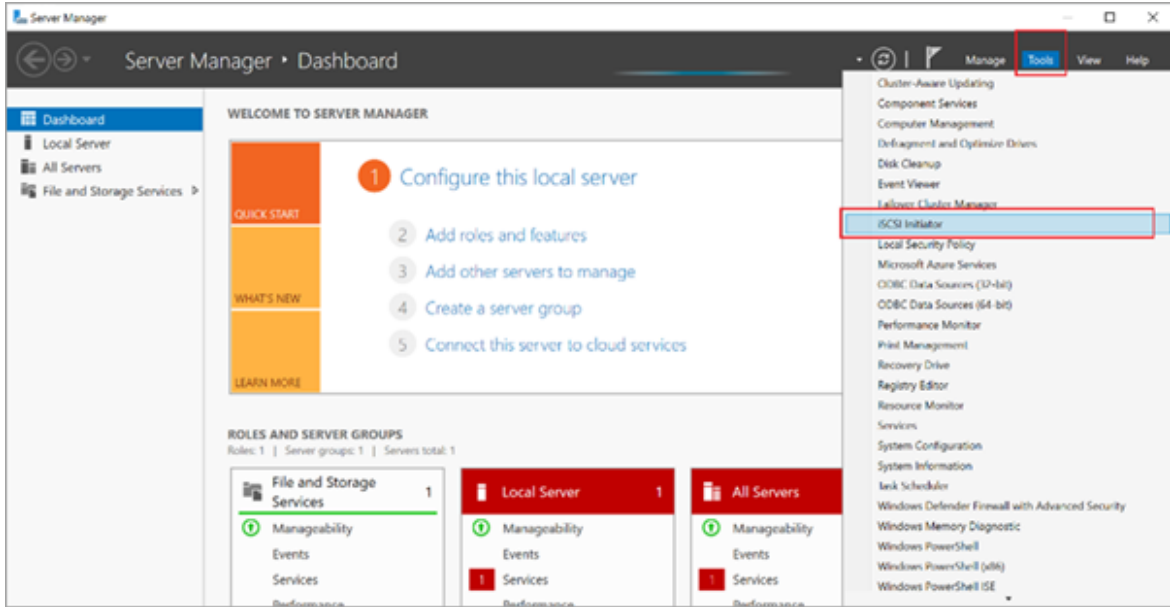 Server Manager
Server Manager • Dashboard
Manage Tools View Help
Dashboard
Local Server
All Servers
File and Storage Services
WELCOME TO SERVER MANAGER
QUICK START
WHAT'S NEW
LEARN MORE
1 Configure this local server
2 Add roles and features
3 Add other servers to manage
4 Create a server group
5 Connect this server to cloud services
ROLES AND SERVER GROUPS
Roles: 1 | Server groups: 1 | Servers total: 1
File and Storage Services 1
Manageability
Events
Services
Performance
Local Server 1
Manageability
Events
1 Services
Performance
All Servers
Manageability
Events
1 Services
Performance
Cluster-Aware Updating
Component Services
Computer Management
Defragment and Optimize Drives
Disk Cleanup
Event Viewer
Failover Cluster Manager
iSCSI Initiator
Local Security Policy
Microsoft Azure Services
ODBC Data Sources (32-bit)
ODBC Data Sources (64-bit)
Performance Monitor
Print Management
Recovery Drive
Registry Editor
Resource Monitor
Services
System Configuration
System Information
Task Scheduler
Windows Defender Firewall with Advanced Security
Windows Memory Diagnostic
Windows PowerShell
Windows PowerShell (x86)
Windows PowerShell ISE